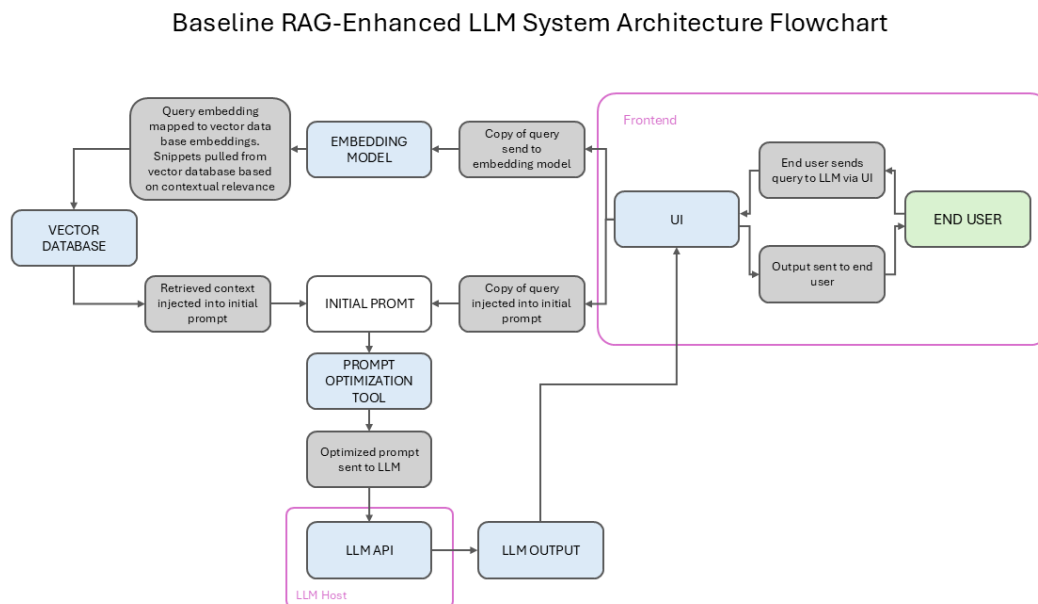 Baseline RAG-Enhanced LLM System Architecture Flowchart
Query embedding
mapped to vector data
base embeddings.
Snippets pulled from
vector database based
on contextual relevance
EMBEDDING
MODEL
Copy of query
send to
embedding model
Frontend
End user sends
query to LLM via UI
UI
END USER
Output sent to end
user
VECTOR
DATABASE
Retrieved context
injected into initial
prompt
INITIAL PROMT
Copy of query
injected into initial
prompt
PROMPT
OPTIMIZATION
TOOL
Optimized prompt
sent to LLM
LLM API
LLM OUTPUT
LLM Host